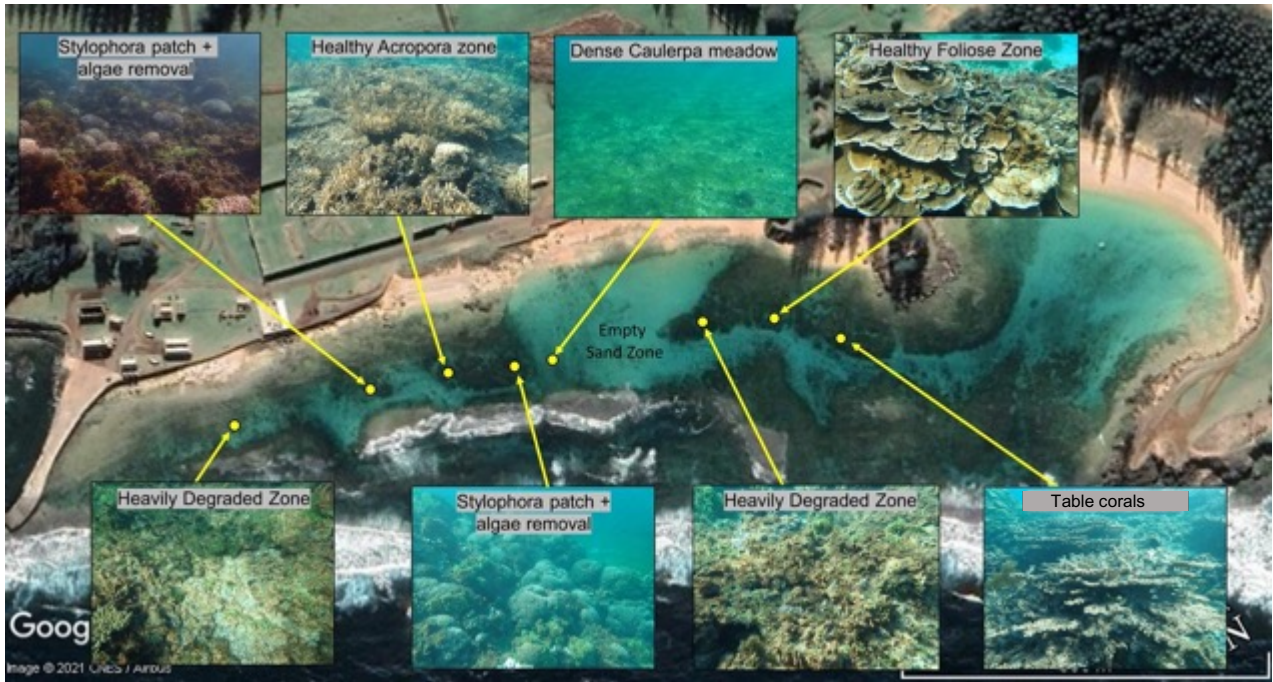 Stylophora patch +
algae removal
Healthy Acropora zone
Dense Caulerpa meadow
Healthy Foliose Zone
Empty
Sand Zone
Heavily Degraded Zone
Stylophora patch +
algae removal
Heavily Degraded Zone
Table corals
Goog
N
Image © 2021 CNES / Airbus